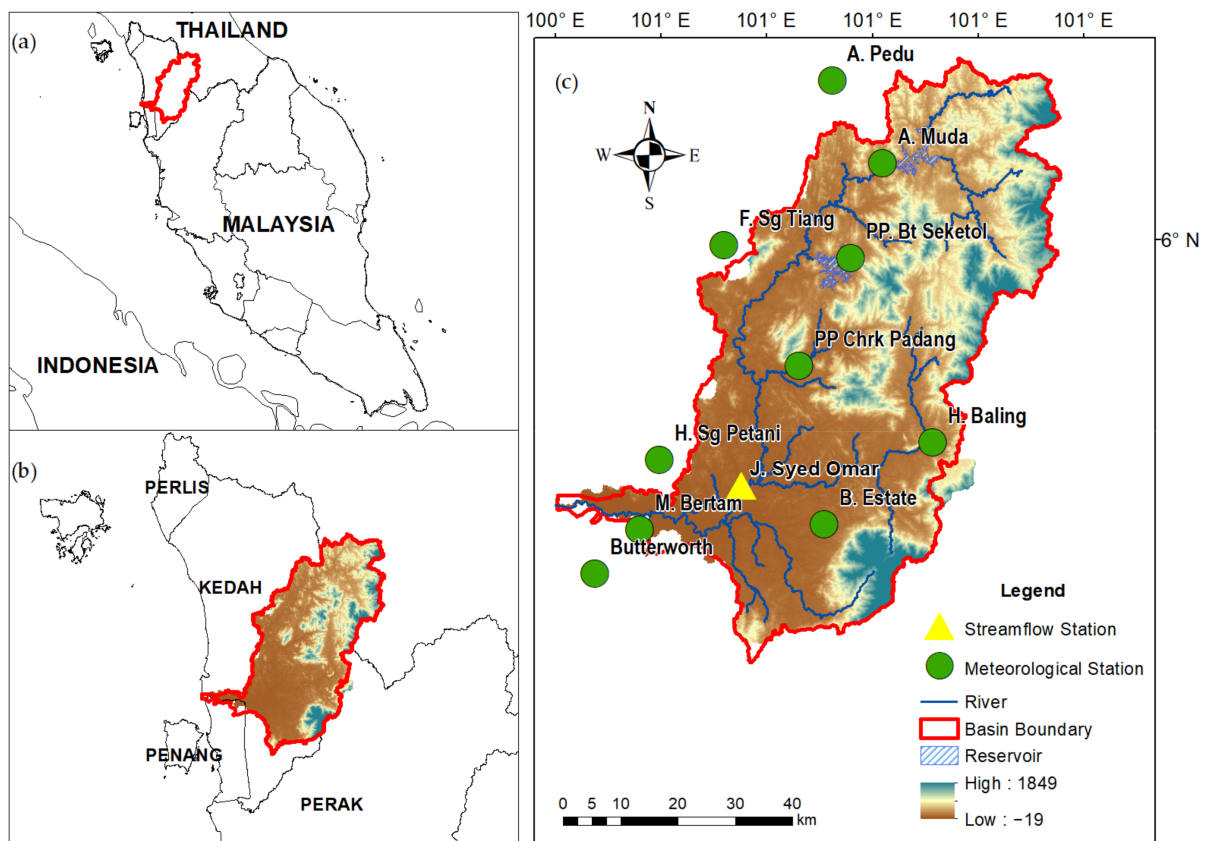 (a)
THAILAND
MALAYSIA
INDONESIA
(b)
PERLIS
KEDAH
PENANG
PERAK
100° E 101° E 101° E 101° E 101° E 101° E
(c)
A. Pedu
N
W E
S
A. Muda
F. Sg Tiang
PP. Bt Seketol
6° N
PP Chrk Padang
H. Baling
H. Sg Petani
J. Syed Omar
M. Bertam
B. Estate
Butterworth
Legend
Streamflow Station
Meteorological Station
River
Basin Boundary
Reservoir
High : 1849
Low : −19
0 5 10 20 30 40
km